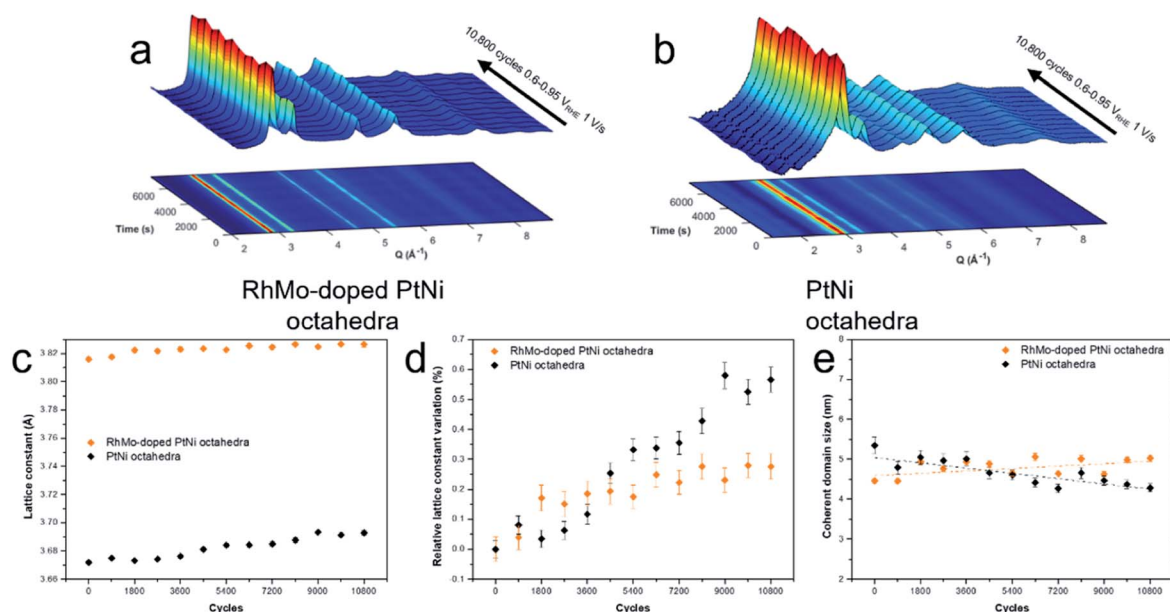 a
10,800 cycles 0.6-0.95 V_RHE 1 V/s
6000
4000
2000
0
Time (s)
2
3
4
5
6
7
8
Q (Å⁻¹)
b
10,800 cycles 0.6-0.95 V_RHE 1 V/s
6000
4000
2000
0
Time (s)
2
3
4
5
6
7
8
Q (Å⁻¹)
RhMo-doped PtNi
octahedra
PtNi
octahedra
c
3.82
3.80
3.78
3.76
3.74
3.72
3.70
3.68
3.66
Lattice constant (Å)
RhMo-doped PtNi octahedra
PtNi octahedra
0 1800 3600 5400 7200 9000 10800
Cycles
d
0.7
0.6
0.5
0.4
0.3
0.2
0.1
0.0
-0.1
Relative lattice constant variation (%)
RhMo-doped PtNi octahedra
PtNi octahedra
0 1800 3600 5400 7200 9000 10800
Cycles
e
8
7
6
5
4
3
2
Coherent domain size (nm)
RhMo-doped PtNi octahedra
PtNi octahedra
0 1800 3600 5400 7200 9000 10800
Cycles